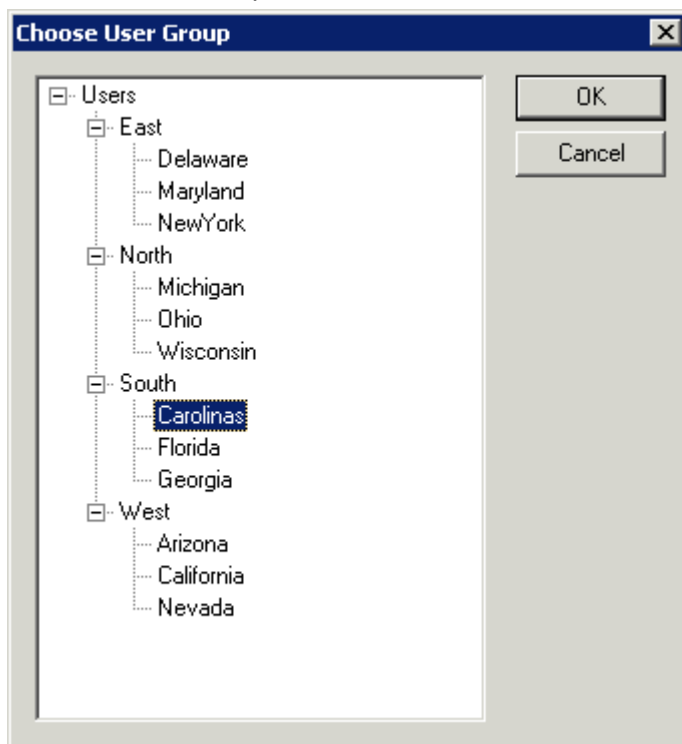 Choose User Group
Users
East
Delaware
Maryland
NewYork
North
Michigan
Ohio
Wisconsin
South
Carolinas
Florida
Georgia
West
Arizona
California
Nevada
OK
Cancel